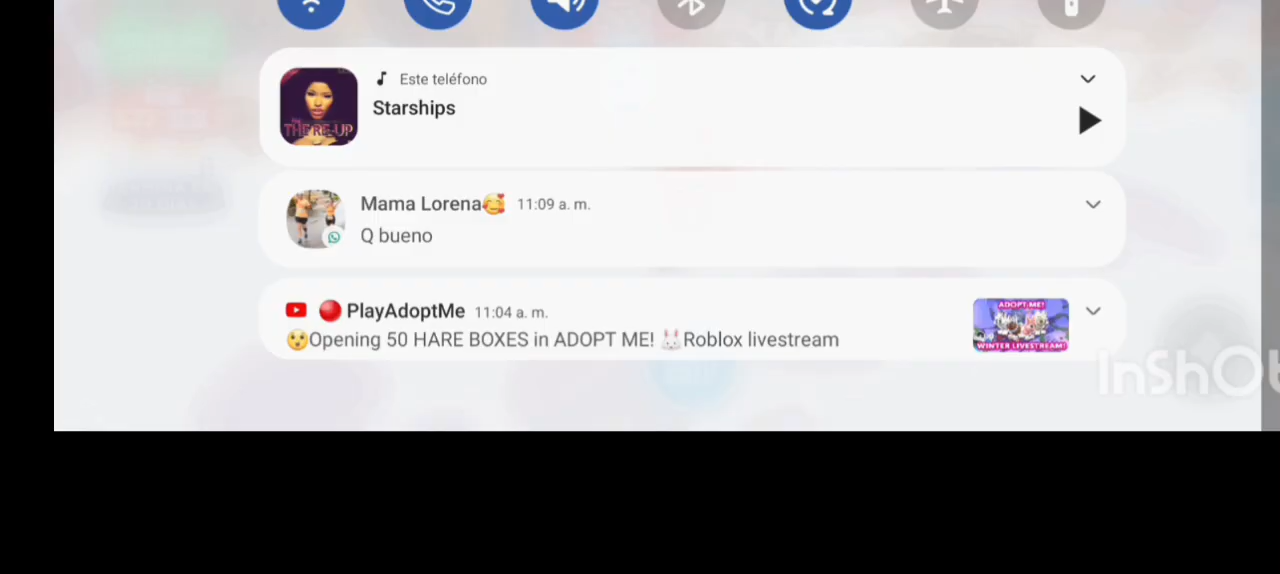 Este teléfono
Starships
THE RE-UP
Mama Lorena🥰 11:09 a. m.
Q bueno
🔴 PlayAdoptMe 11:04 a. m.
😯Opening 50 HARE BOXES in ADOPT ME! 🐰Roblox livestream
ADOPT ME!
WINTER LIVESTREAM!
InShot